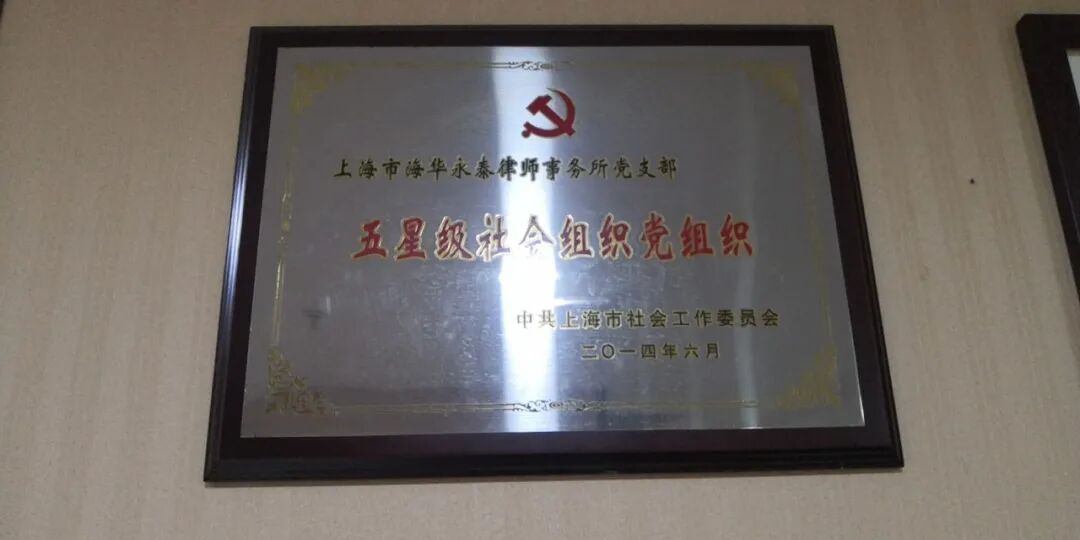 上海市海华永泰律师事务所党支部
五星级社会组织党组织
中共上海市社会工作委员会
二〇一四年六月